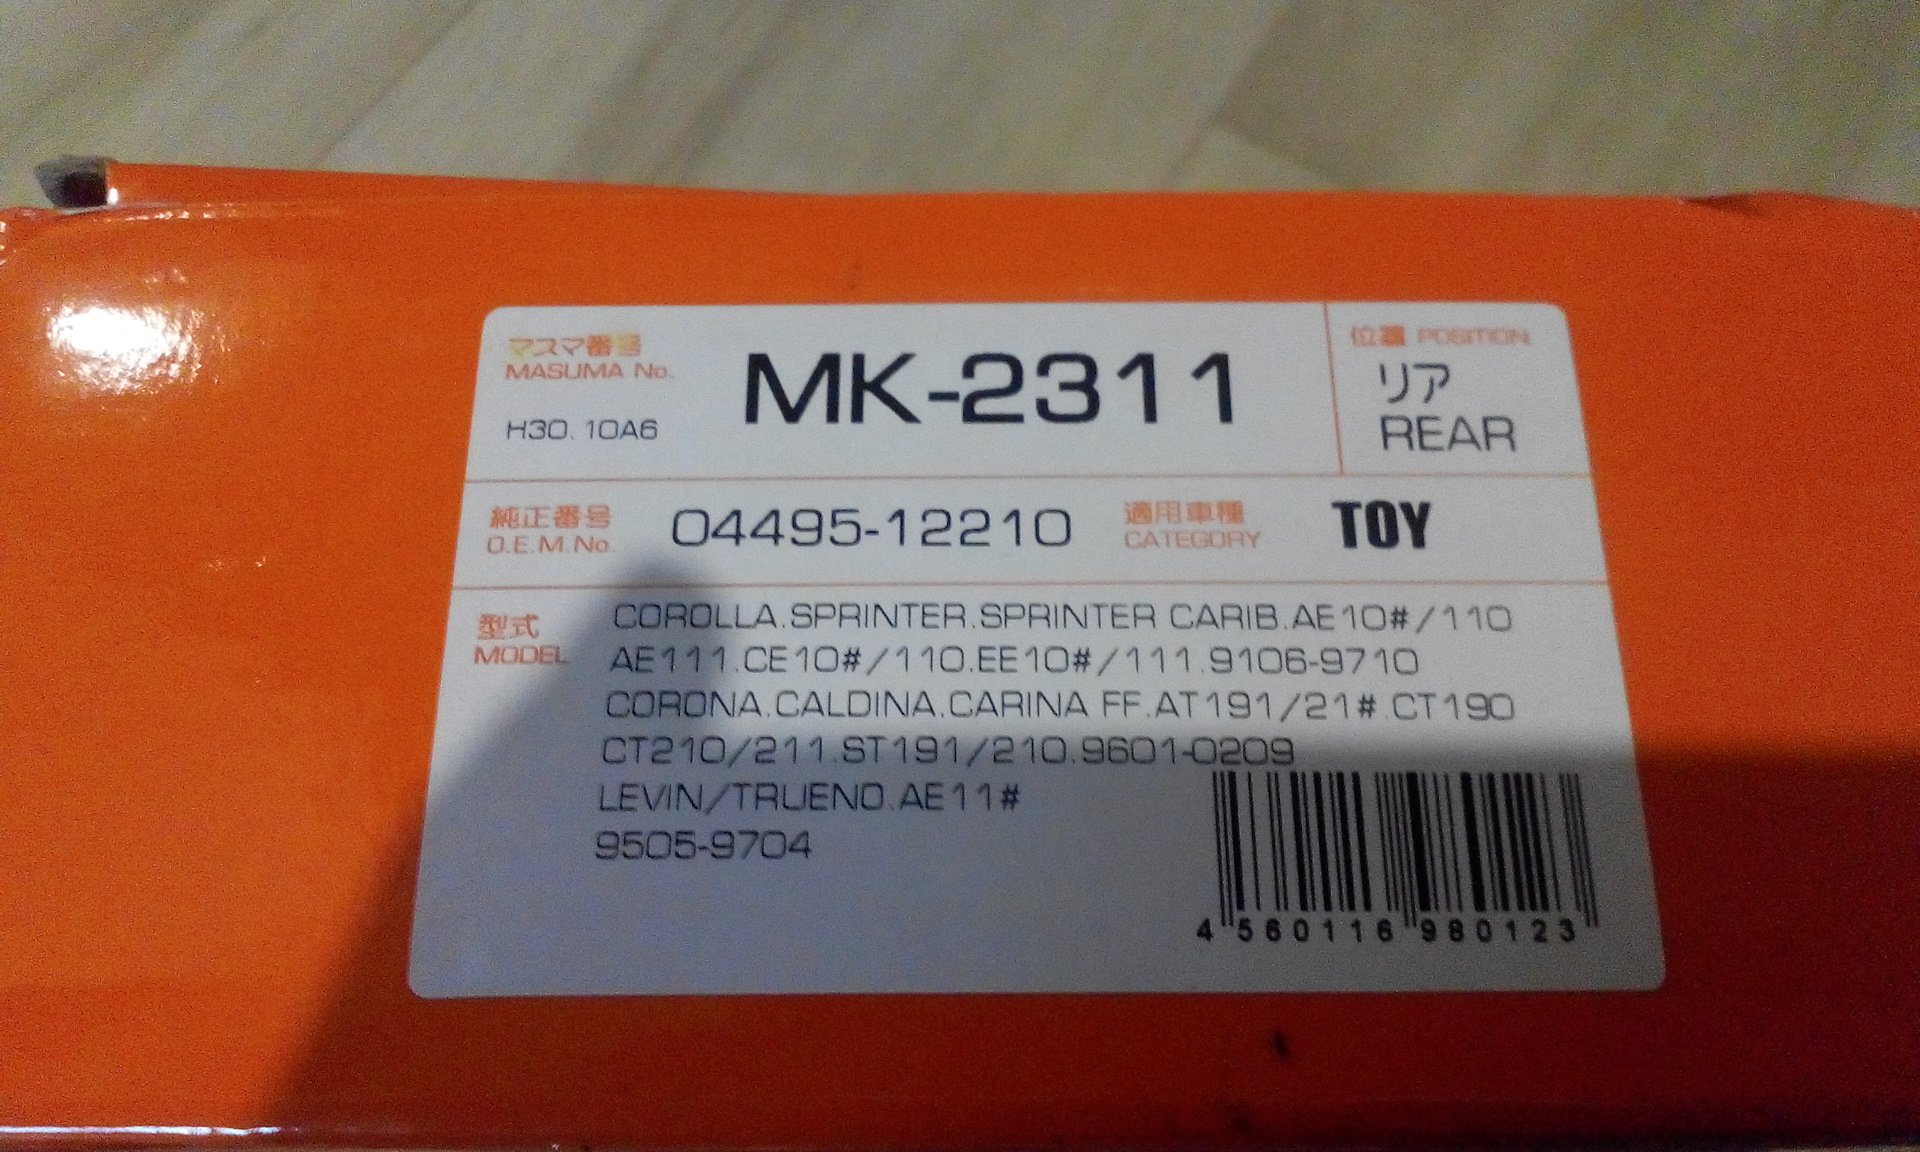 マスマ番号
MASUMA No.
MK-2311
H30.10A6
位置 POSITION
リア
REAR
純正番号
O.E.M.No.
04495-12210
適用車種
CATEGORY
TOY
型式
MODEL
COROLLA.SPRINTER.SPRINTER CARIB.AE10#/110
AE111.CE10#/110.EE10#/111.9106-9710
CORONA.CALDINA.CARINA FF.AT191/21#.CT190
CT210/211.ST191/210.9601-0209
LEVIN/TRUENO.AE11#
9505-9704
4 560116 980123